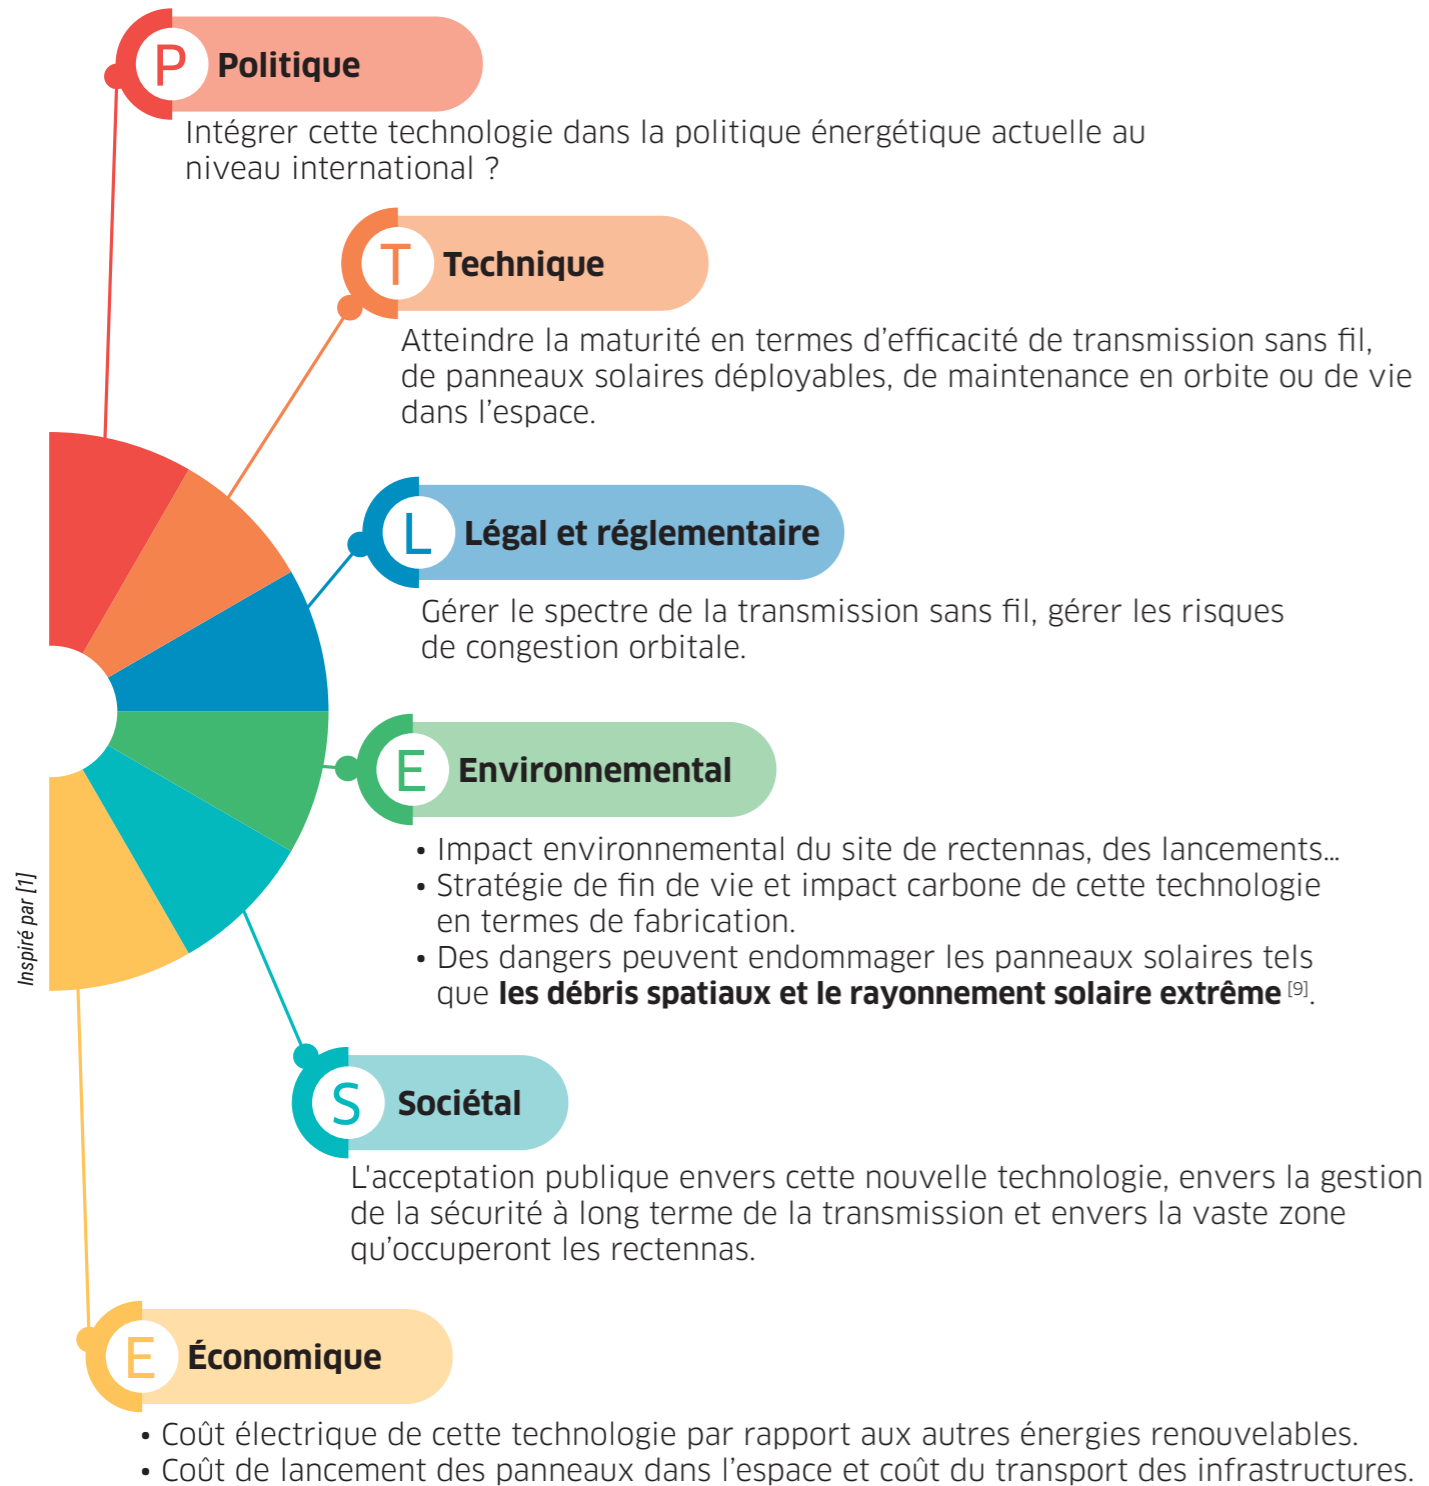 P
Politique
Intégrer cette technologie dans la politique énergétique actuelle au
niveau international ?
T
Technique
Atteindre la maturité en termes d’efficacité de transmission sans fil,
de panneaux solaires déployables, de maintenance en orbite ou de vie
dans l’espace.
L
Légal et réglementaire
Gérer le spectre de la transmission sans fil, gérer les risques
de congestion orbitale.
E
Environnemental
• Impact environnemental du site de rectennas, des lancements...
• Stratégie de fin de vie et impact carbone de cette technologie
en termes de fabrication.
• Des dangers peuvent endommager les panneaux solaires tels
que les débris spatiaux et le rayonnement solaire extrême [9].
Inspiré par [1]
S
Sociétal
L'acceptation publique envers cette nouvelle technologie, envers la gestion
de la sécurité à long terme de la transmission et envers la vaste zone
qu’occuperont les rectennas.
E
Économique
• Coût électrique de cette technologie par rapport aux autres énergies renouvelables.
• Coût de lancement des panneaux dans l’espace et coût du transport des infrastructures.